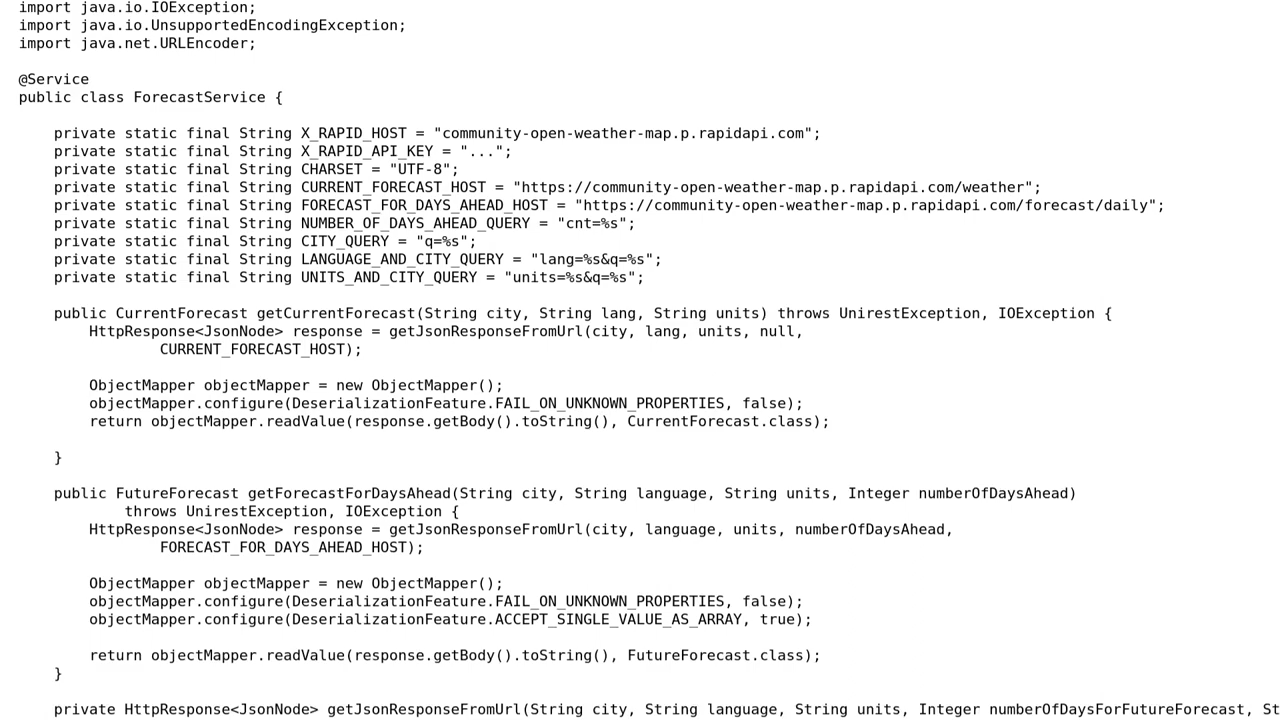 import java.io.IOException;
import java.io.UnsupportedEncodingException;
import java.net.URLEncoder;

@Service
public class ForecastService {

    private static final String X_RAPID_HOST = "community-open-weather-map.p.rapidapi.com";
    private static final String X_RAPID_API_KEY = "...";
    private static final String CHARSET = "UTF-8";
    private static final String CURRENT_FORECAST_HOST = "https://community-open-weather-map.p.rapidapi.com/weather";
    private static final String FORECAST_FOR_DAYS_AHEAD_HOST = "https://community-open-weather-map.p.rapidapi.com/forecast/daily";
    private static final String NUMBER_OF_DAYS_AHEAD_QUERY = "cnt=%s";
    private static final String CITY_QUERY = "q=%s";
    private static final String LANGUAGE_AND_CITY_QUERY = "lang=%s&q=%s";
    private static final String UNITS_AND_CITY_QUERY = "units=%s&q=%s";

    public CurrentForecast getCurrentForecast(String city, String lang, String units) throws UnirestException, IOException {
        HttpResponse<JsonNode> response = getJsonResponseFromUrl(city, lang, units, null,
                CURRENT_FORECAST_HOST);

        ObjectMapper objectMapper = new ObjectMapper();
        objectMapper.configure(DeserializationFeature.FAIL_ON_UNKNOWN_PROPERTIES, false);
        return objectMapper.readValue(response.getBody().toString(), CurrentForecast.class);

    }

    public FutureForecast getForecastForDaysAhead(String city, String language, String units, Integer numberOfDaysAhead)
            throws UnirestException, IOException {
        HttpResponse<JsonNode> response = getJsonResponseFromUrl(city, language, units, numberOfDaysAhead,
                FORECAST_FOR_DAYS_AHEAD_HOST);

        ObjectMapper objectMapper = new ObjectMapper();
        objectMapper.configure(DeserializationFeature.FAIL_ON_UNKNOWN_PROPERTIES, false);
        objectMapper.configure(DeserializationFeature.ACCEPT_SINGLE_VALUE_AS_ARRAY, true);

        return objectMapper.readValue(response.getBody().toString(), FutureForecast.class);
    }

    private HttpResponse<JsonNode> getJsonResponseFromUrl(String city, String language, String units, Integer numberOfDaysForFutureForecast, St